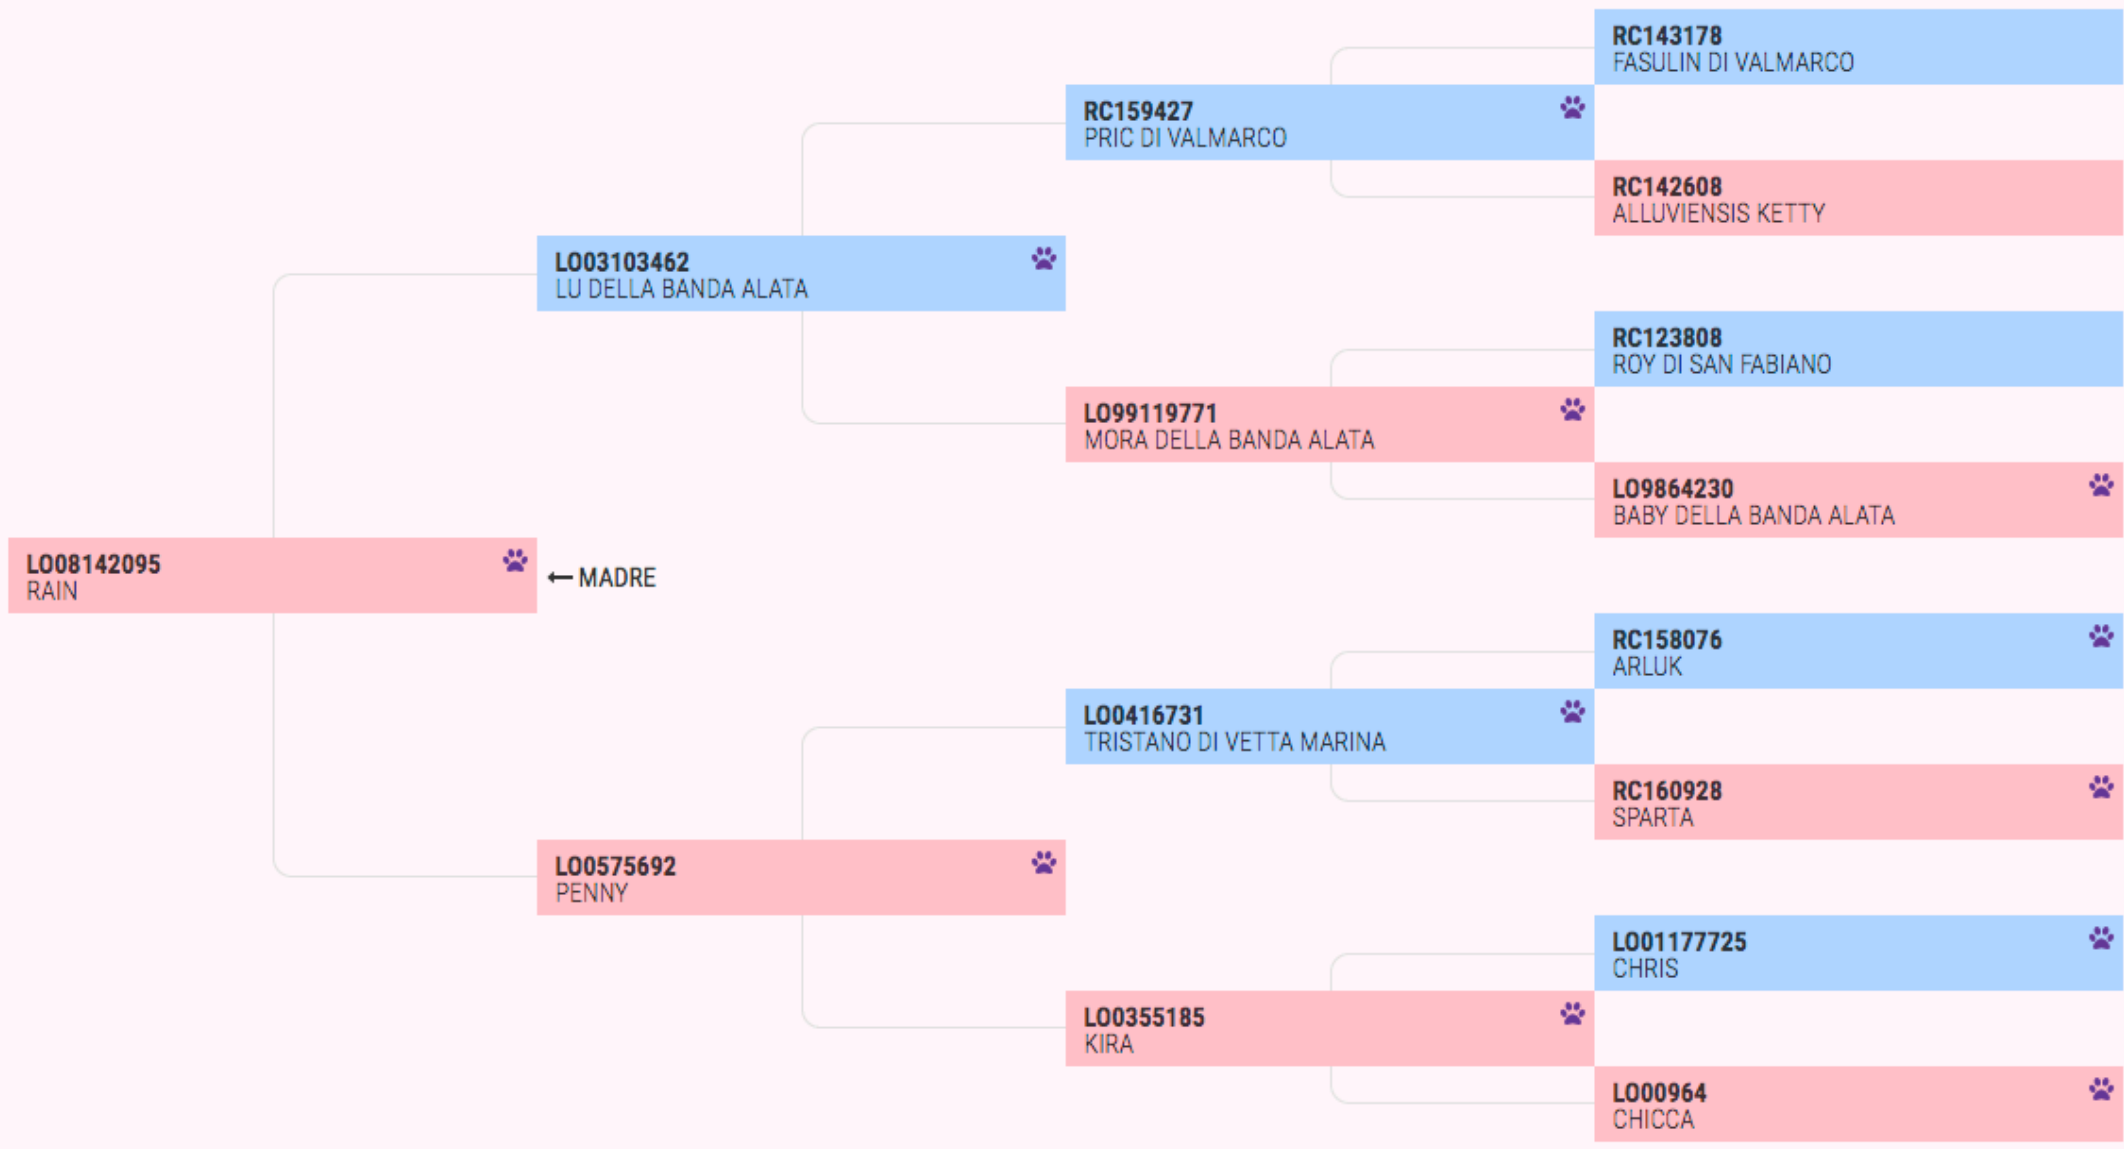 RC143178
FASULIN DI VALMARCO
RC159427
PRIC DI VALMARCO
RC142608
ALLUVIENSIS KETTY
LO03103462
LU DELLA BANDA ALATA
RC123808
ROY DI SAN FABIANO
LO99119771
MORA DELLA BANDA ALATA
LO9864230
BABY DELLA BANDA ALATA
LO08142095
RAIN
← MADRE
RC158076
ARLUK
LO0416731
TRISTANO DI VETTA MARINA
RC160928
SPARTA
LO0575692
PENNY
LO01177725
CHRIS
LO0355185
KIRA
LO00964
CHICCA